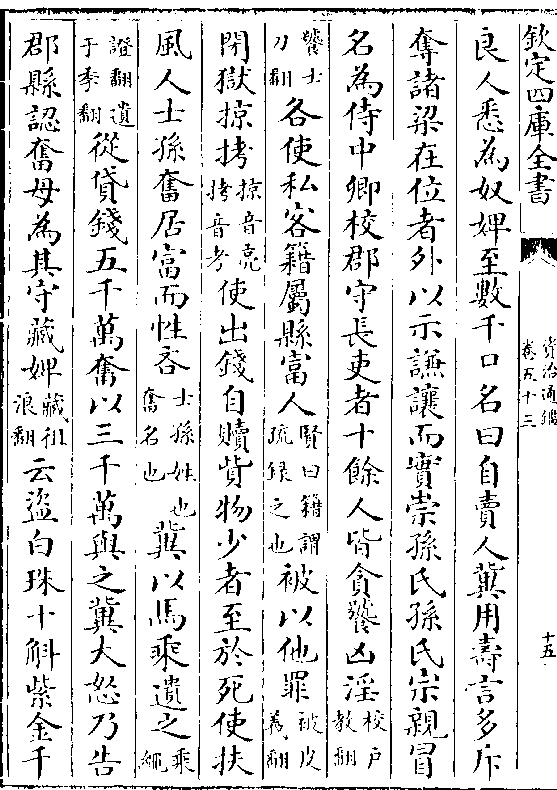 欽定四庫全書
資治通鑑
卷五十三
十五
良人悉為奴婢至數千口名曰自賣人冀用壽言多斥
奪諸梁在位者外以示謙讓而實崇孫氏孫氏宗親冒
名為侍中卿校郡守長吏者十餘人皆貪饕凶淫校戶教翻
饕士刀翻各使私客籍屬縣富人賢曰籍謂疏録之也被以他罪被皮義翻
閉獄掠拷掠音亮拷音考使出錢自贖貲物少者至於死使扶
風人士孫奮居富而性吝士孫姓也奮名也冀以馬乘遺之乘繩
證翻遺于季翻從貸錢五千萬奮以三千萬與之冀大怒乃告
郡縣認奮母為其守藏婢藏徂浪翻云盗白珠十斛紫金千